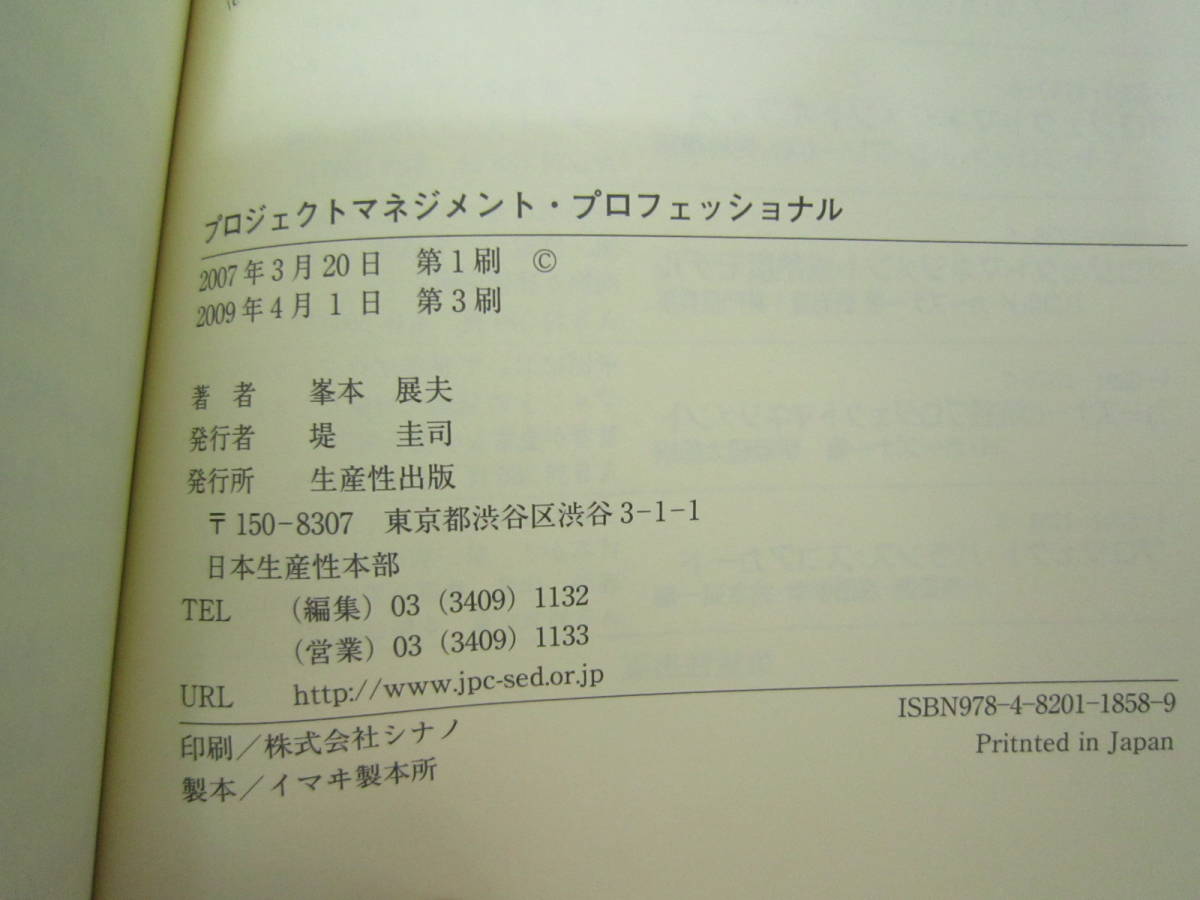 プロジェクトマネジメント・プロフェッショナル
2007年3月20日 第1刷 ©
2009年4月1日 第3刷
著 者 峯本 展夫
発行者 堤 圭司
発行所 生産性出版
〒150-8307 東京都渋谷区渋谷3-1-1
日本生産性本部
TEL （編集）03（3409）1132
（営業）03（3409）1133
URL http://www.jpc-sed.or.jp
印刷／株式会社シナノ
製本／イマヰ製本所
ISBN978-4-8201-1858-9
Pritnted in Japan